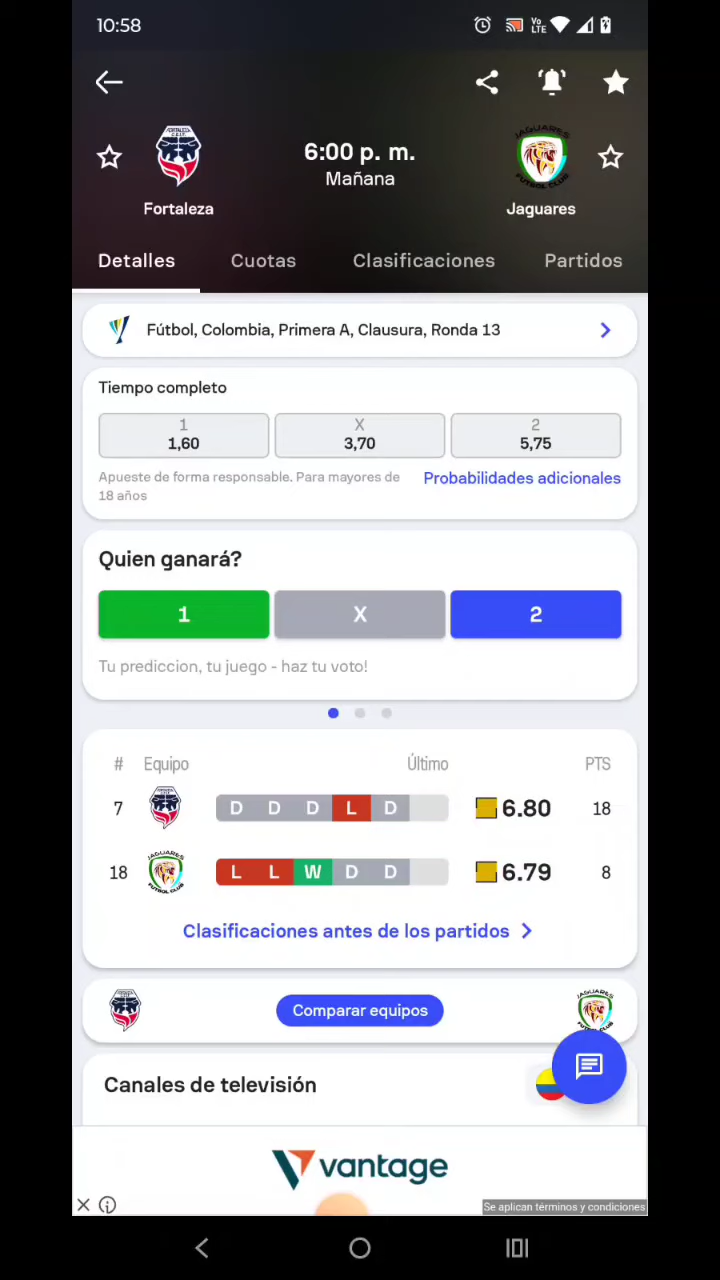 10:58
Vo
LTE
6:00 p. m.
Mañana
Fortaleza
Jaguares
Detalles Cuotas Clasificaciones Partidos
Fútbol, Colombia, Primera A, Clausura, Ronda 13
Tiempo completo
1 X 2
1,60 3,70 5,75
Apueste de forma responsable. Para mayores de
18 años
Probabilidades adicionales
Quien ganará?
1 X 2
Tu prediccion, tu juego - haz tu voto!
# Equipo Último PTS
7 D D D L D 6.80 18
18 L L W D D 6.79 8
Clasificaciones antes de los partidos
Comparar equipos
Canales de televisión
vantage
Se aplican términos y condiciones